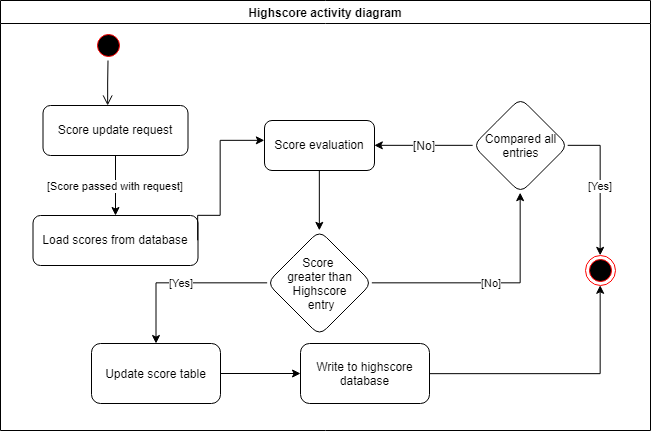 Highscore activity diagram
Score update request
[Score passed with request]
Load scores from database
Score evaluation
[No]
Compared all
entries
[Yes]
Score
greater than
Highscore
entry
[Yes]
[No]
Update score table
Write to highscore
database